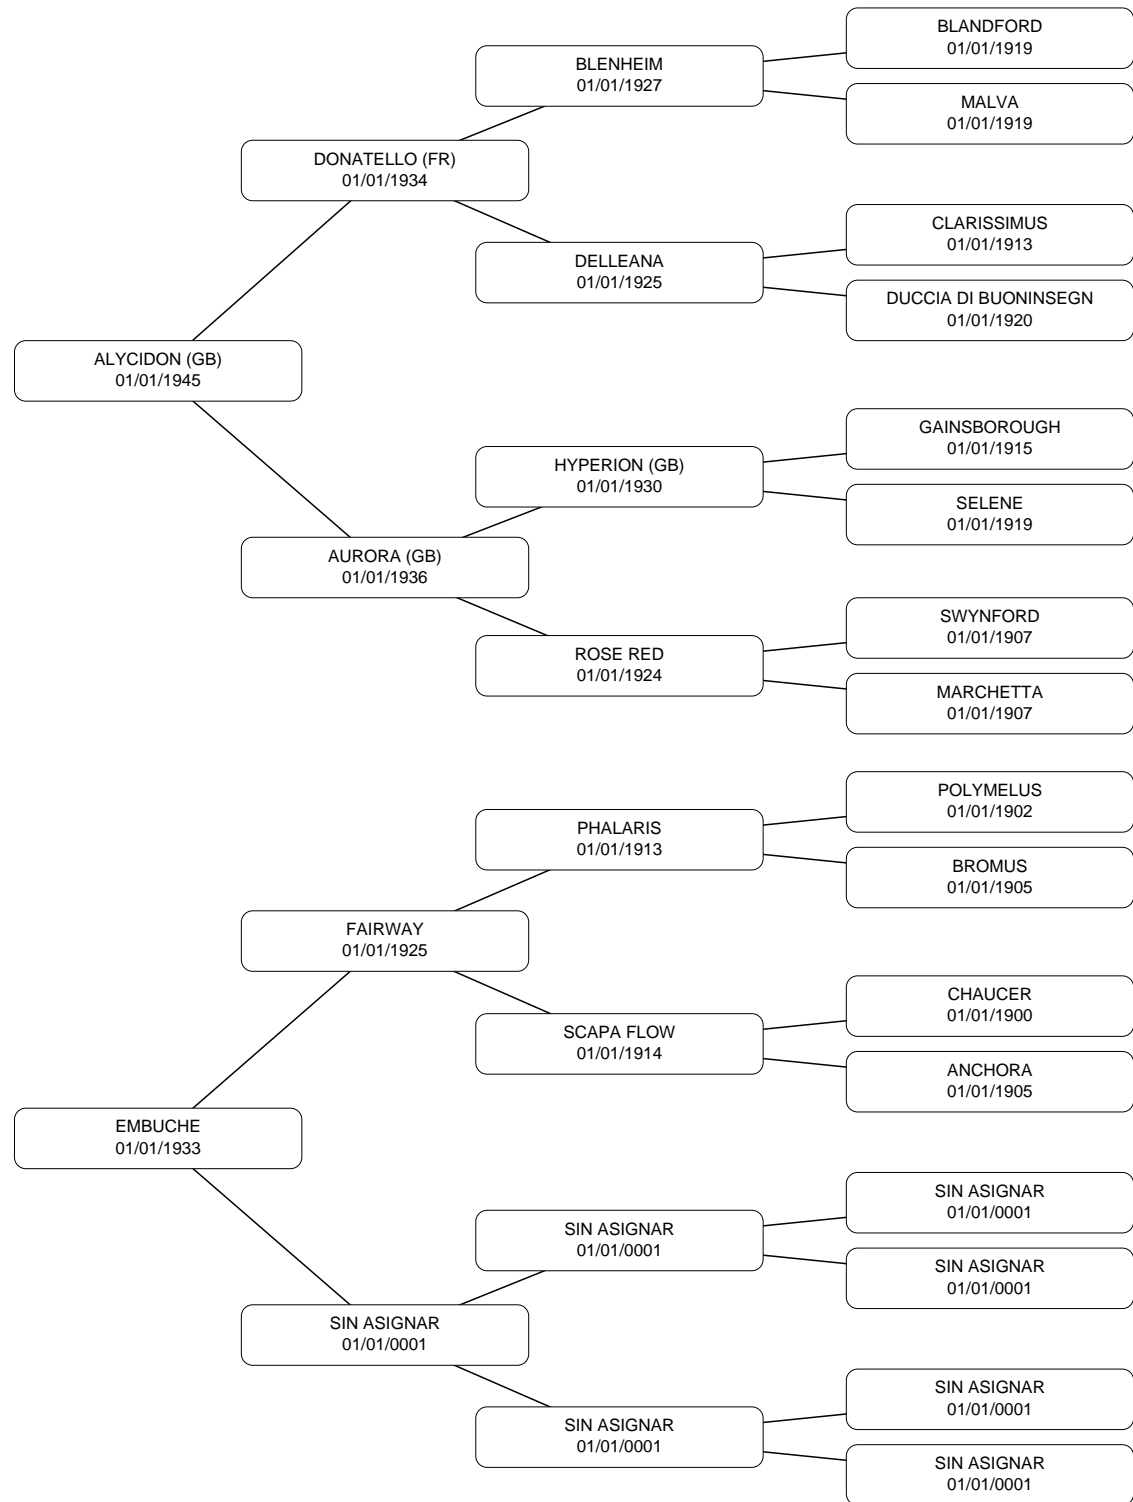 BLANDFORD
01/01/1919
BLENHEIM
01/01/1927
MALVA
01/01/1919
DONATELLO (FR)
01/01/1934
CLARISSIMUS
01/01/1913
DELLEANA
01/01/1925
DUCCIA DI BUONINSEGN
01/01/1920
ALYCIDON (GB)
01/01/1945
GAINSBOROUGH
01/01/1915
HYPERION (GB)
01/01/1930
SELENE
01/01/1919
AURORA (GB)
01/01/1936
SWYNFORD
01/01/1907
ROSE RED
01/01/1924
MARCHETTA
01/01/1907
POLYMELUS
01/01/1902
PHALARIS
01/01/1913
BROMUS
01/01/1905
FAIRWAY
01/01/1925
CHAUCER
01/01/1900
SCAPA FLOW
01/01/1914
ANCHORA
01/01/1905
EMBUCHE
01/01/1933
SIN ASIGNAR
01/01/0001
SIN ASIGNAR
01/01/0001
SIN ASIGNAR
01/01/0001
SIN ASIGNAR
01/01/0001
SIN ASIGNAR
01/01/0001
SIN ASIGNAR
01/01/0001
SIN ASIGNAR
01/01/0001